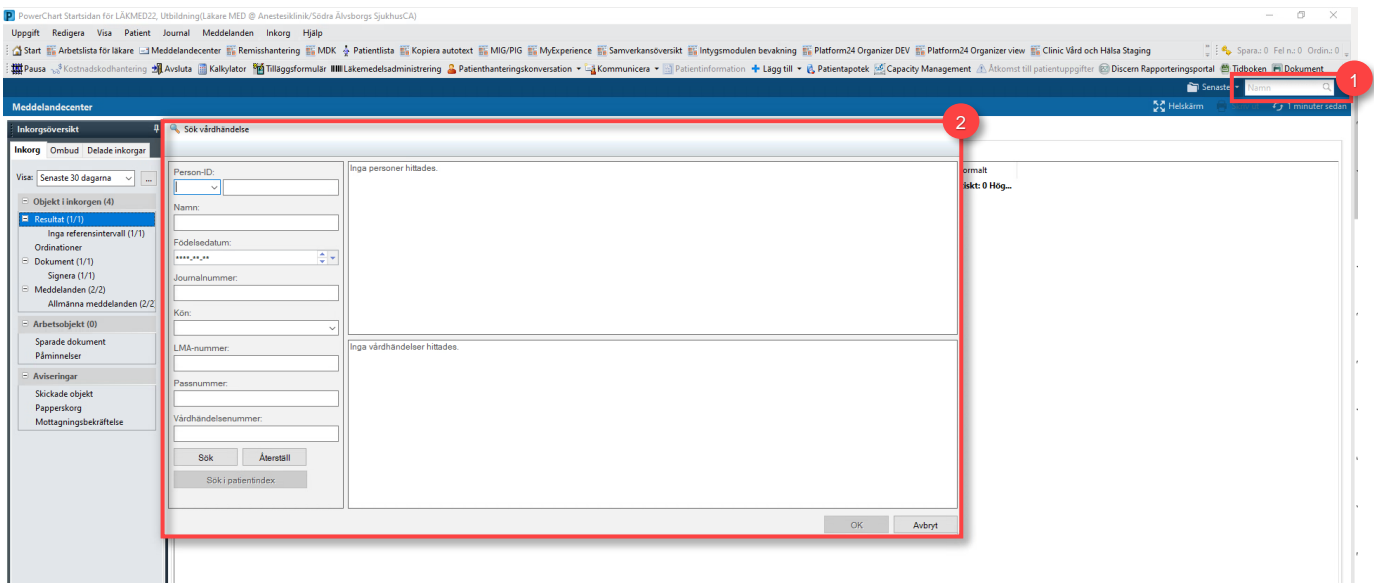 PowerChart Startsidan för LÄKMED22, Utbildning(Läkare MED @ Anestesiklinik/Södra Älvsborgs SjukhusCA)
Uppgift Redigera Visa Patient Journal Meddelanden Inkorg Hjälp
Start Arbetslista för läkare Meddelandecenter Remisshantering MDK Patientlista Kopiera autotext MIG/PIG MyExperience Samverkansöversikt Intygsmodulen bevakning Platform24 Organizer DEV Platform24 Organizer view Clinic Vård och Hälsa Staging Spara.: 0 Fel n.: 0 Ordin.: 0
Pausa Kostnadskodhantering Avsluta Kalkylator Tilläggsformulär Läkemedelsadministrering Patienthanteringskonversation Kommunicera Patientinformation Lägg till Patientapotek Capacity Management Åtkomst till patientuppgifter Discern Rapporteringsportal Tidboken Dokument
1
Senaste Namn
Meddelandecenter Helskärm 1 minuter sedan
2
Inkorgsöversikt
Sök vårdhändelse
Inkorg Ombud Delade inkorgar
Visa: Senaste 30 dagarna ...
Objekt i inkorgen (4)
Resultat (1/1)
Inga referensintervall (1/1)
Ordinationer
Dokument (1/1)
Signera (1/1)
Meddelanden (2/2)
Allmänna meddelanden (2/2
Arbetsobjekt (0)
Sparade dokument
Påminnelser
Aviseringar
Skickade objekt
Papperskorg
Mottagningsbekräftelse
Person-ID:
Namn:
Födelsedatum:
****-**-**
Journalnummer:
Kön:
LMA-nummer:
Passnummer:
Vårdhändelsenummer:
Sök Återställ
Sök i patientindex
Inga personer hittades.
Inga vårdhändelser hittades.
OK Avbryt
ormalt
iskt: 0 Hög...